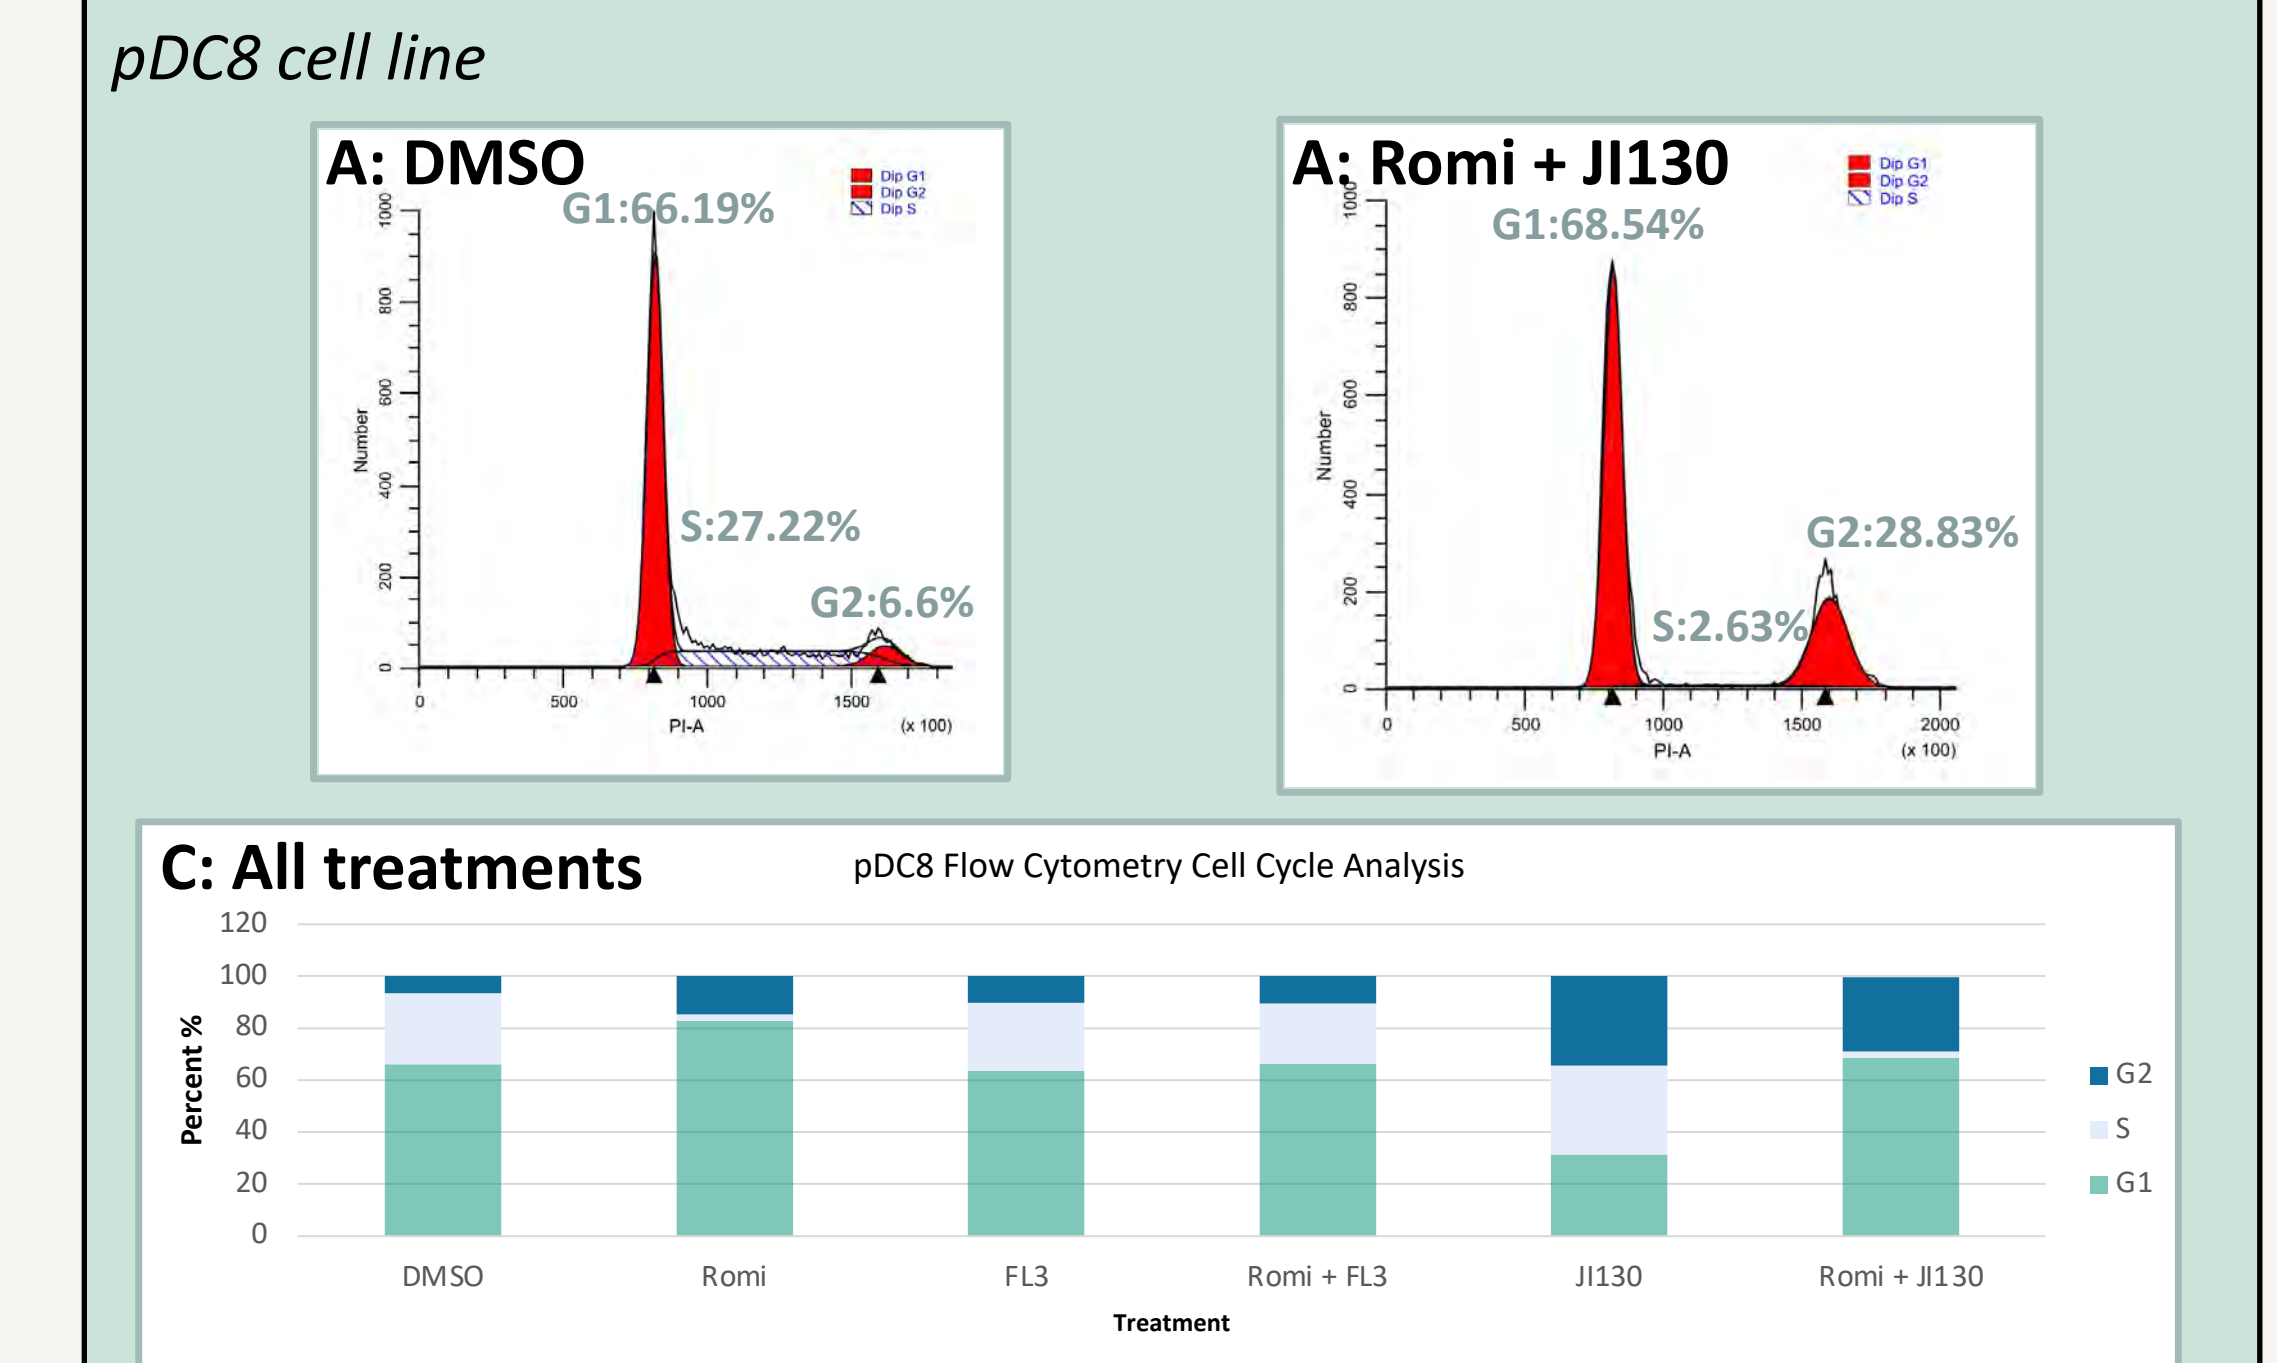 pDC8 cell line
A: DMSO
G1:66.19%
Dip G1
Dip G2
Dip S
1000
800
600
400
200
0
Number
S:27.22%
G2:6.6%
0 500 1000 1500
PI-A (x 100)
A: Romi + JI130
G1:68.54%
Dip G1
Dip G2
Dip S
1000
800
600
400
200
0
Number
G2:28.83%
S:2.63%
0 500 1000 1500 2000
PI-A (x 100)
C: All treatments
pDC8 Flow Cytometry Cell Cycle Analysis
120
100
80
60
40
20
0
Percent %
G2
S
G1
DMSO Romi FL3 Romi + FL3 JI130 Romi + JI130
Treatment